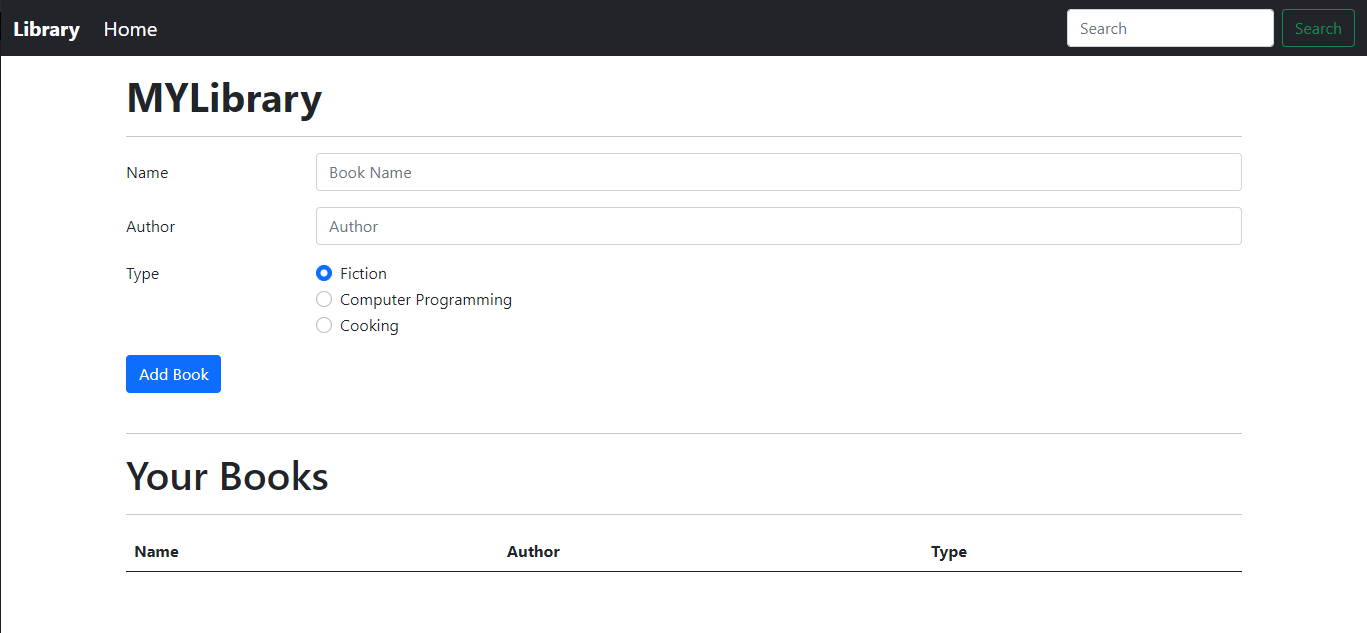 Library Home Search Search
MYLibrary
Name Book Name
Author Author
Type Fiction
Computer Programming
Cooking
Add Book
Your Books
Name Author Type